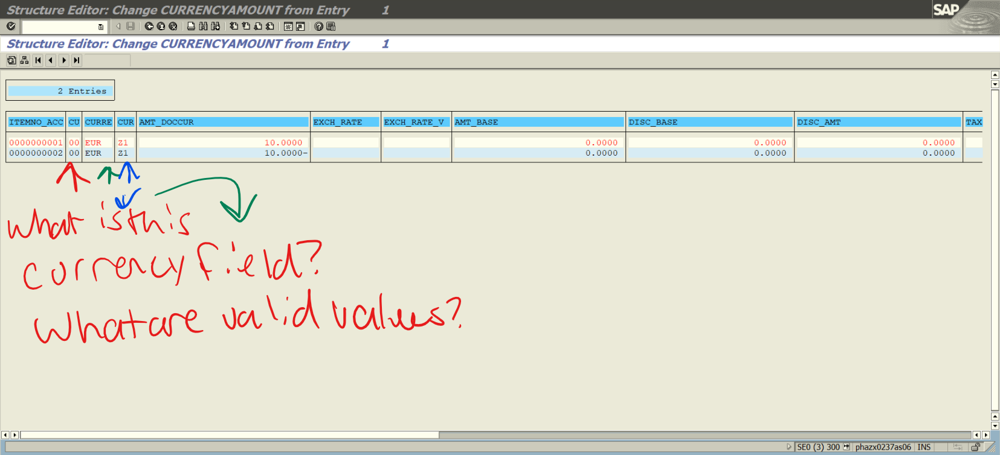 Structure Editor: Change CURRENCYAMOUNT from Entry 1
SAP
Structure Editor: Change CURRENCYAMOUNT from Entry 1
2 Entries
ITEMNO_ACC CU CURRE CUR AMT_DOCCUR EXCH_RATE EXCH_RATE_V AMT_BASE DISC_BASE DISC_AMT TAX
0000000001 00 EUR Z1 10.0000 0.0000 0.0000 0.0000
0000000002 00 EUR Z1 10.0000- 0.0000 0.0000 0.0000
What is this
currency field?
What are valid values?
SE0 (3) 300 phazx0237as06 INS